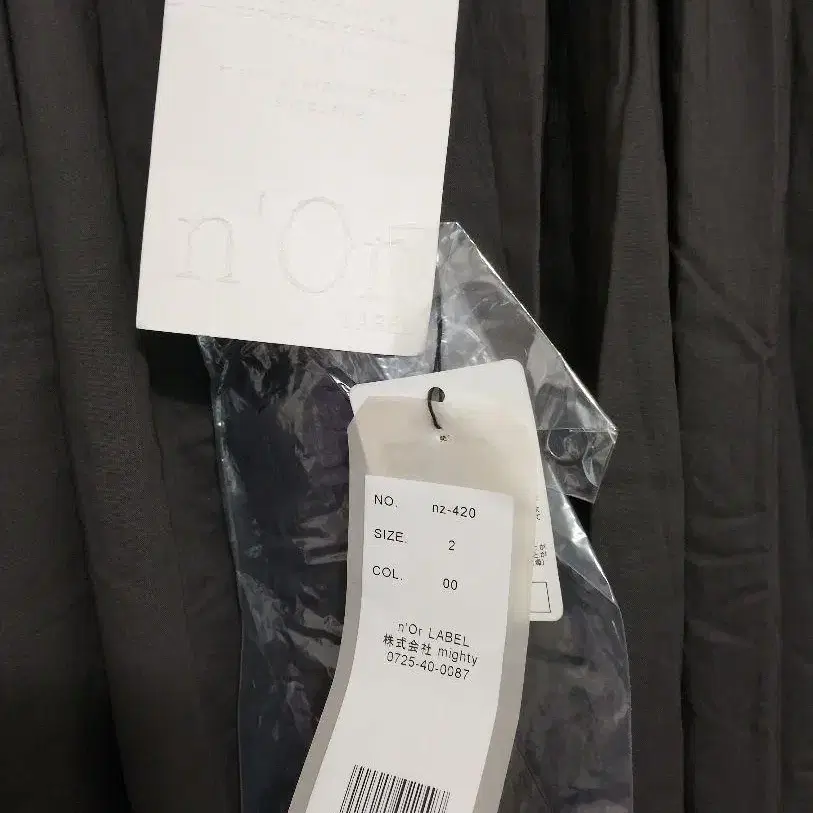 n'Or
NO. nz-420
SIZE. 2
COL. 00
n'Or LABEL
株式会社 mighty
0725-40-0087